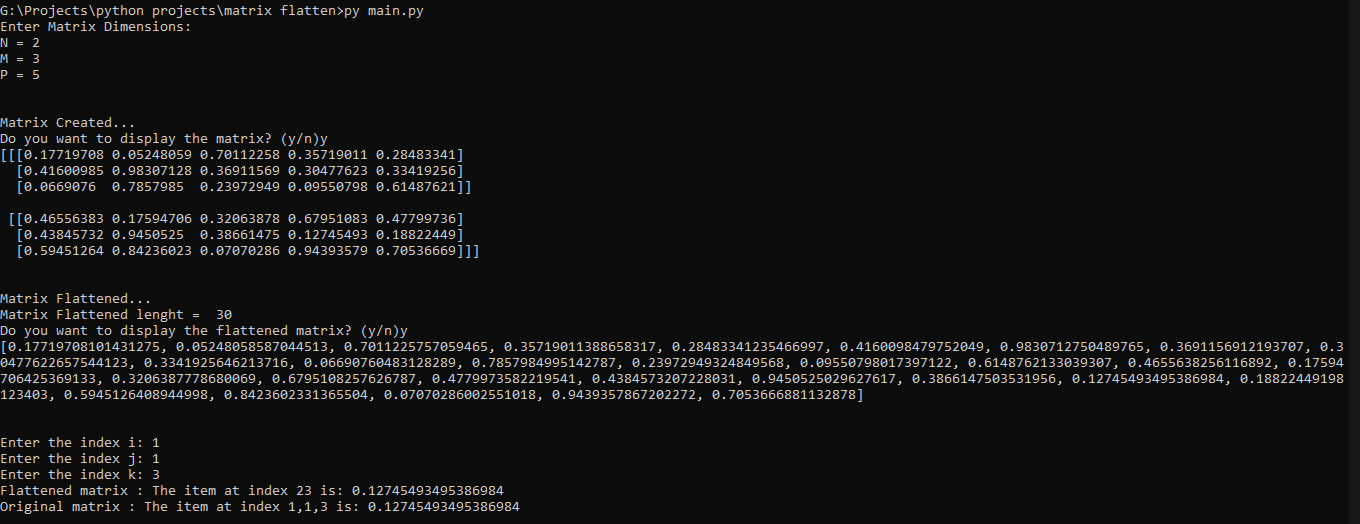 G:\Projects\python projects\matrix flatten>py main.py
Enter Matrix Dimensions:
N = 2
M = 3
P = 5
Matrix Created...
Do you want to display the matrix? (y/n)y
[[[0.17719708 0.05248059 0.70112258 0.35719011 0.28483341]
  [0.41600985 0.98307128 0.36911569 0.30477623 0.33419256]
  [0.0669076  0.7857985  0.23972949 0.09550798 0.61487621]]
 [[0.46556383 0.17594706 0.32063878 0.67951083 0.47799736]
  [0.43845732 0.9450525  0.38661475 0.12745493 0.18822449]
  [0.59451264 0.84236023 0.07070286 0.94393579 0.70536669]]]
Matrix Flattened...
Matrix Flattened lenght =  30
Do you want to display the flattened matrix? (y/n)y
[0.17719708101431275, 0.05248058587044513, 0.7011225757059465, 0.35719011388658317, 0.28483341235466997, 0.4160098479752049, 0.9830712750489765, 0.3691156912193707, 0.3
0477622657544123, 0.3341925646213716, 0.06690760483128289, 0.7857984995142787, 0.23972949324849568, 0.09550798017397122, 0.6148762133039307, 0.4655638256116892, 0.17594
706425369133, 0.3206387778680069, 0.6795108257626787, 0.4779973582219541, 0.4384573207228031, 0.9450525029627617, 0.3866147503531956, 0.12745493495386984, 0.18822449198
123403, 0.5945126408944998, 0.8423602331365504, 0.07070286002551018, 0.9439357867202272, 0.7053666881132878]
Enter the index i: 1
Enter the index j: 1
Enter the index k: 3
Flattened matrix : The item at index 23 is: 0.12745493495386984
Original matrix : The item at index 1,1,3 is: 0.12745493495386984